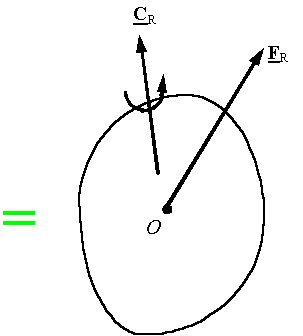 C_R
F_R
=
O